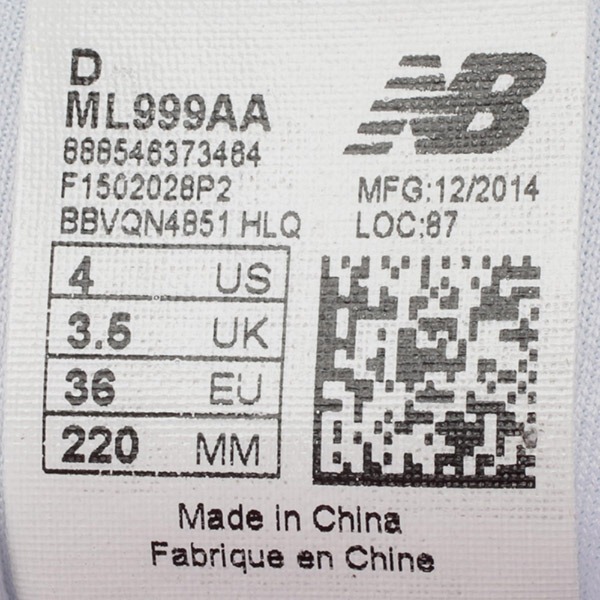 D
ML999AA
888546373484
F1502028P2
BBVQN4851 HLQ
NB
MFG:12/2014
LOC:87
4 US
3.5 UK
36 EU
220 MM
Made in China
Fabrique en Chine